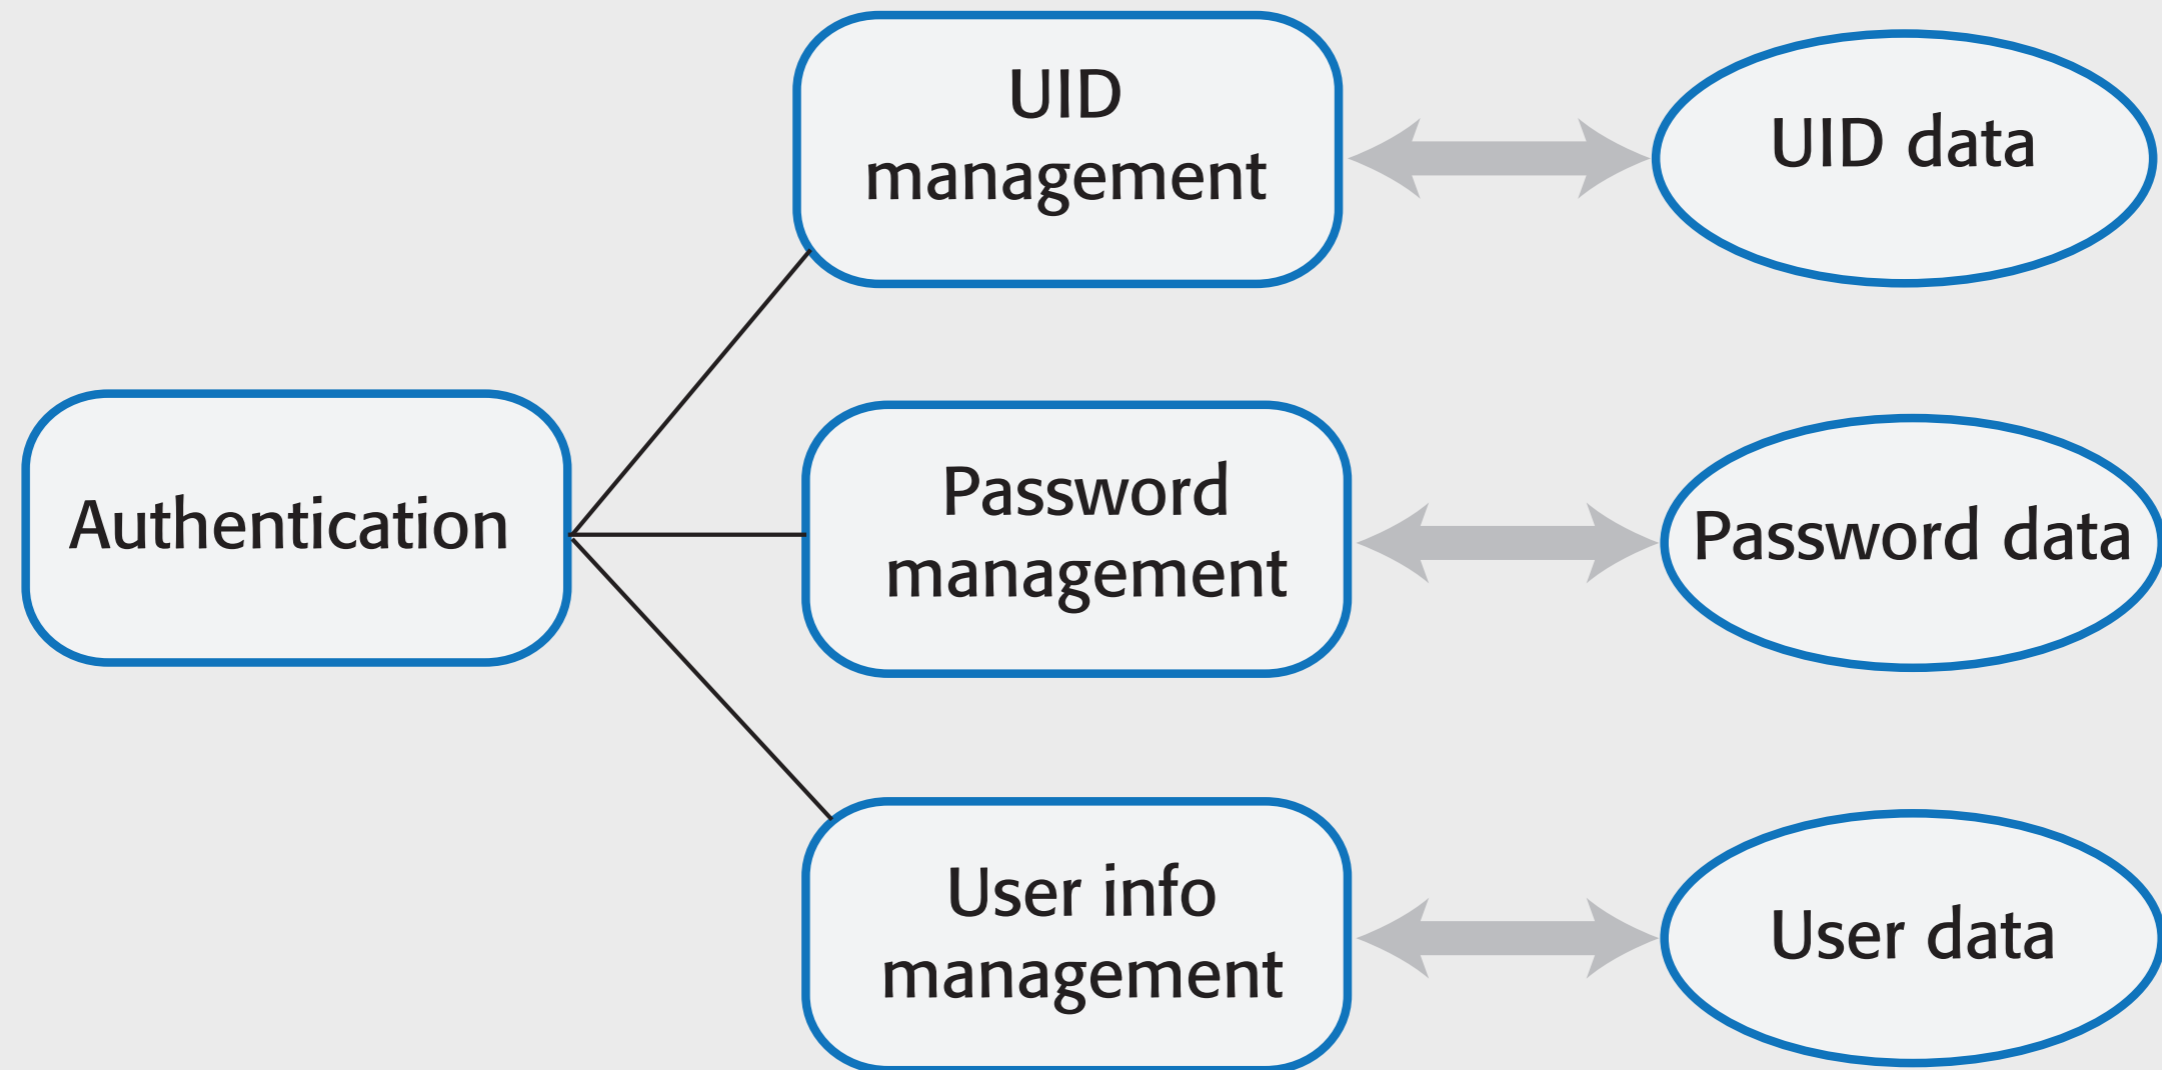 UID
management
UID data
Authentication
Password
management
Password data
User info
management
User data